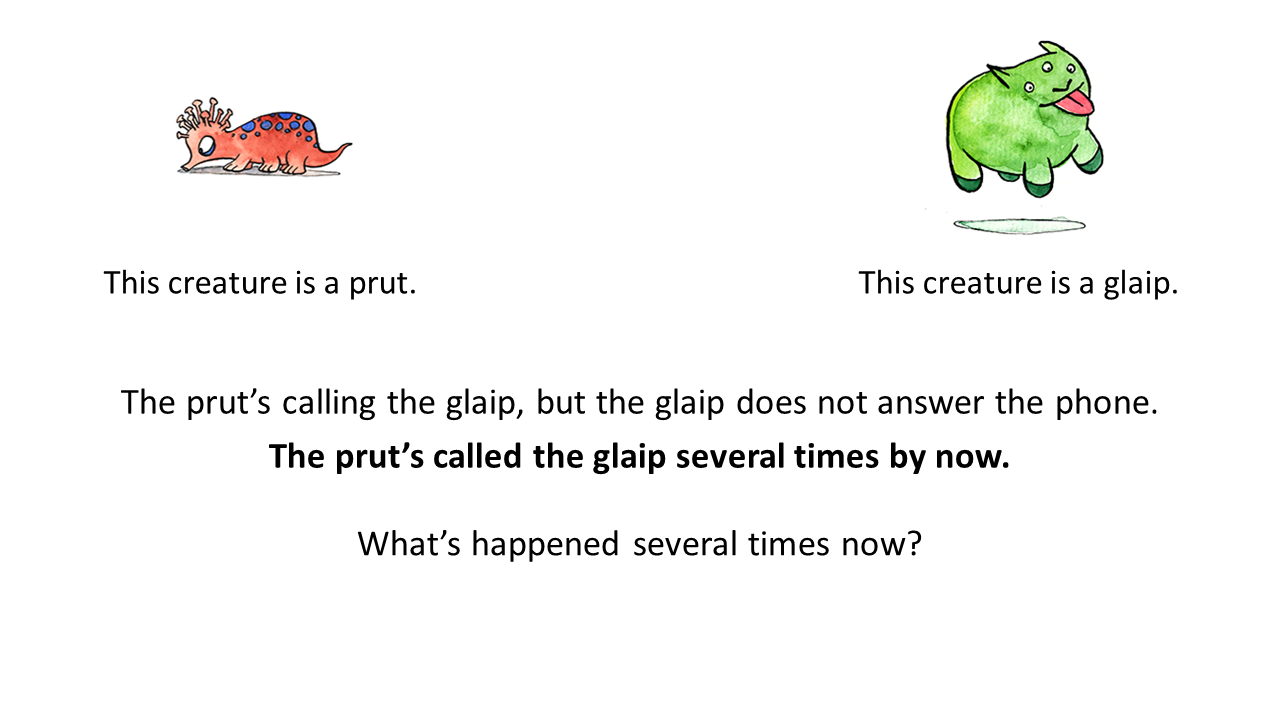 This creature is a prut.
This creature is a glaip.
The prut’s calling the glaip, but the glaip does not answer the phone.
The prut’s called the glaip several times by now.
What’s happened several times now?